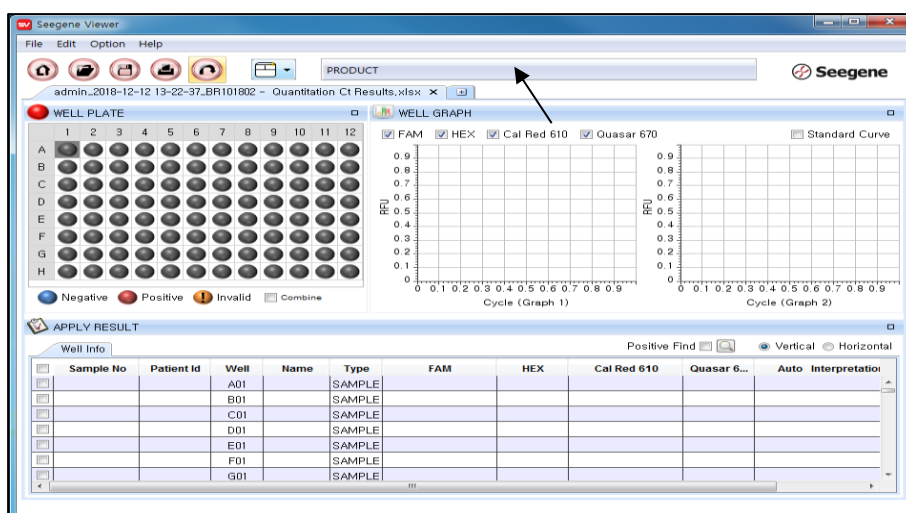 SV Seegene Viewer
File Edit Option Help
PRODUCT
Seegene
admin_2018-12-12 13-22-37_BR101802 - Quantitation Ct Results.xlsx
WELL PLATE
1 2 3 4 5 6 7 8 9 10 11 12
A
B
C
D
E
F
G
H
Negative Positive Invalid Combine
WELL GRAPH
FAM HEX Cal Red 610 Quasar 670 Standard Curve
0.9
0.8
0.7
0.6
0.5
0.4
0.3
0.2
0.1
0
RFU
0 0.1 0.2 0.3 0.4 0.5 0.6 0.7 0.8 0.9
Cycle (Graph 1)
0.9
0.8
0.7
0.6
0.5
0.4
0.3
0.2
0.1
0
RFU
0 0.1 0.2 0.3 0.4 0.5 0.6 0.7 0.8 0.9
Cycle (Graph 2)
APPLY RESULT
Well Info
Positive Find Vertical Horizontal
Sample No Patient Id Well Name Type FAM HEX Cal Red 610 Quasar 6... Auto Interpretation
A01 SAMPLE
B01 SAMPLE
C01 SAMPLE
D01 SAMPLE
E01 SAMPLE
F01 SAMPLE
G01 SAMPLE